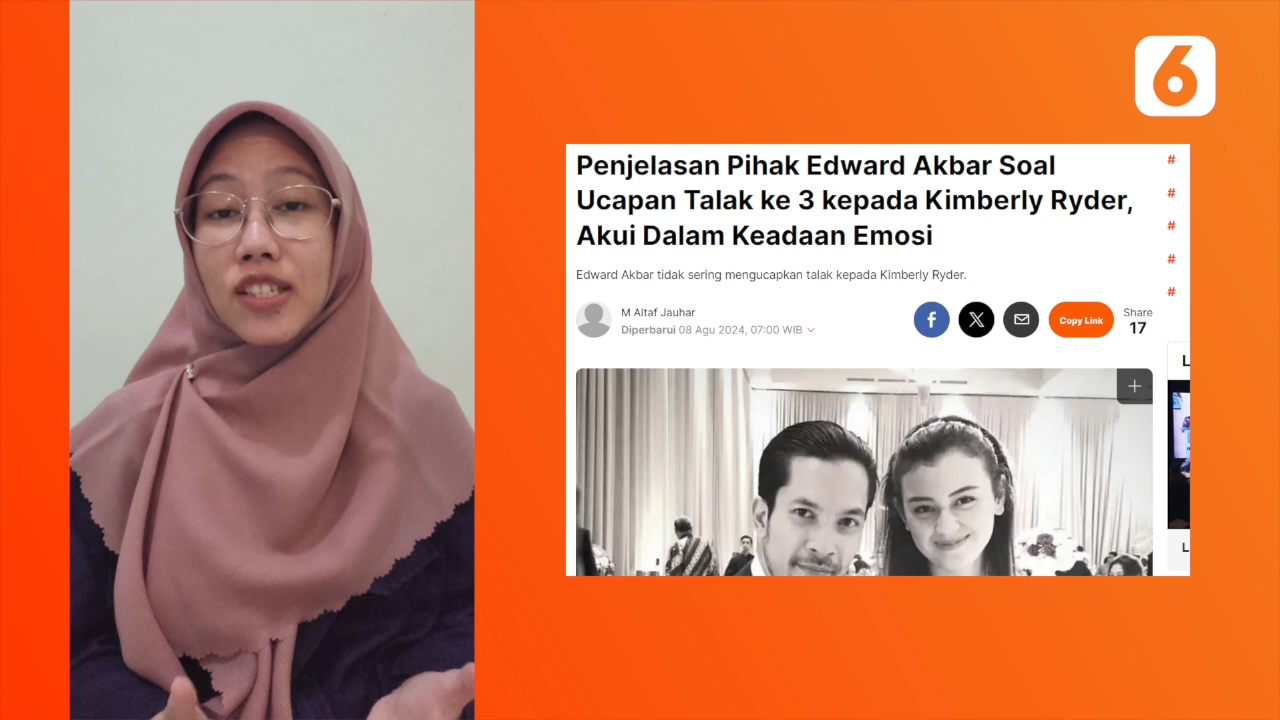 6
Penjelasan Pihak Edward Akbar Soal
Ucapan Talak ke 3 kepada Kimberly Ryder,
Akui Dalam Keadaan Emosi
Edward Akbar tidak sering mengucapkan talak kepada Kimberly Ryder.
M Altaf Jauhar
Diperbarui 08 Agu 2024, 07:00 WIB
Copy Link
Share
17
#
#
#
#
#
L
L